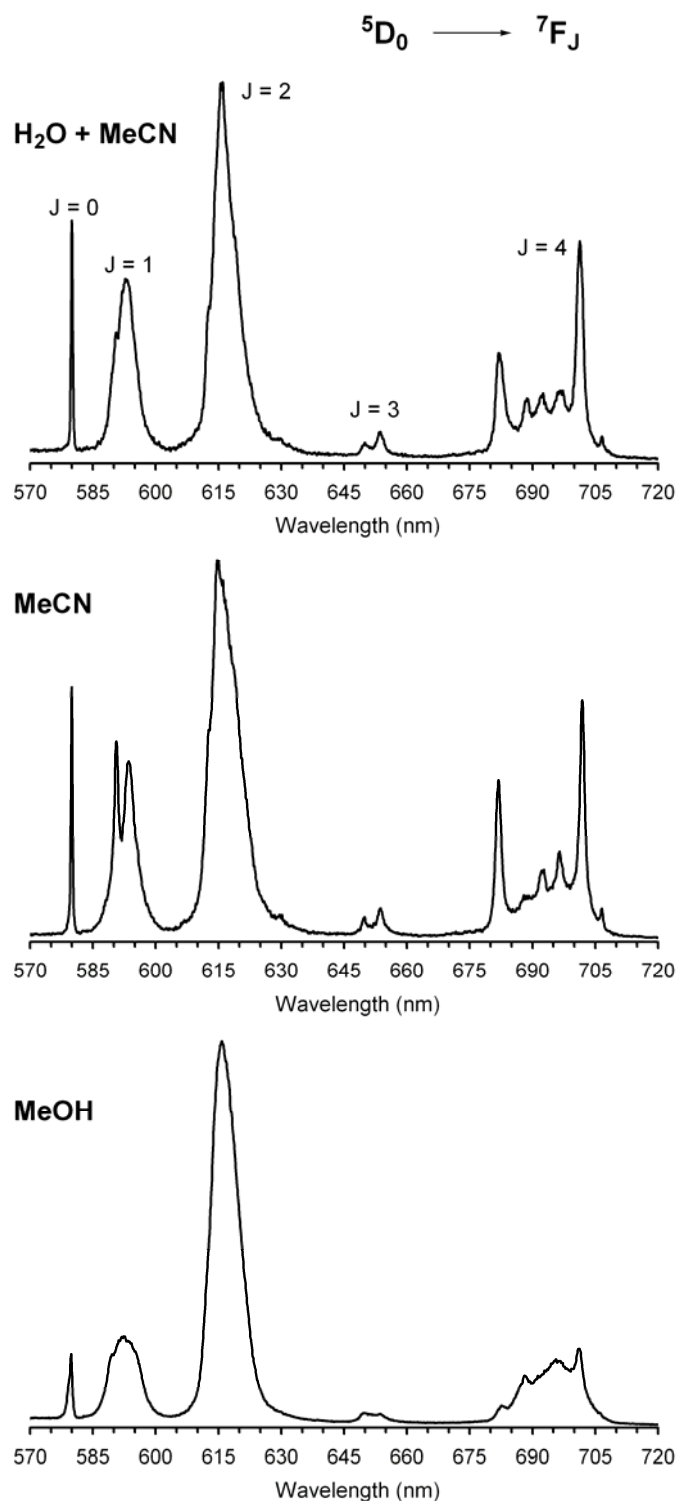 ⁵D₀ ⟶ ⁷F_J
J = 2
H₂O + MeCN
J = 0
J = 1
J = 4
J = 3
570 585 600 615 630 645 660 675 690 705 720
Wavelength (nm)
MeCN
570 585 600 615 630 645 660 675 690 705 720
Wavelength (nm)
MeOH
570 585 600 615 630 645 660 675 690 705 720
Wavelength (nm)